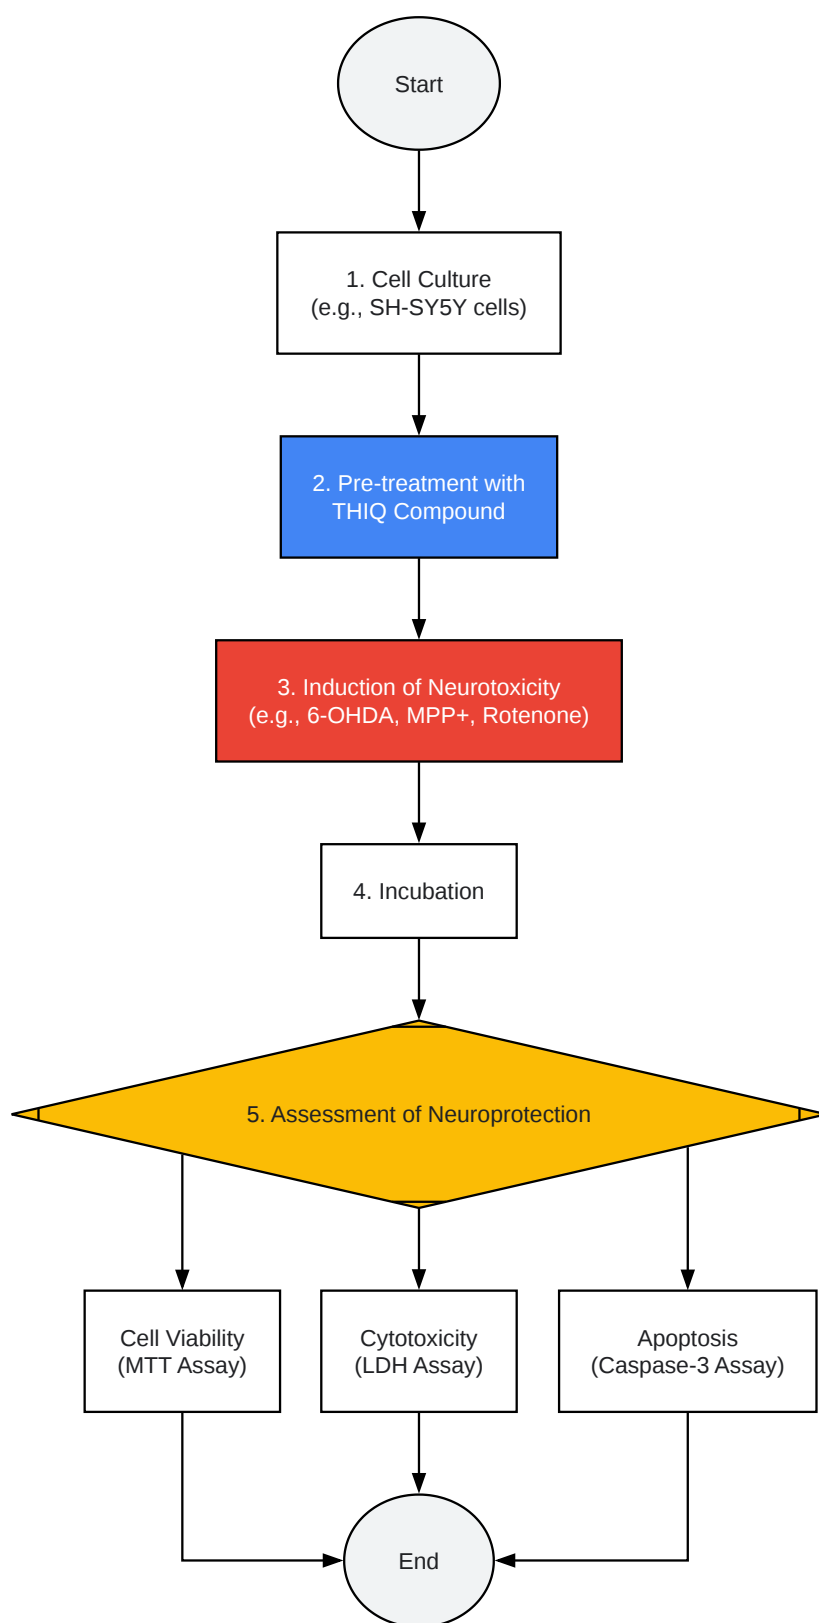 Start
1. Cell Culture
(e.g., SH-SY5Y cells)
2. Pre-treatment with
THIQ Compound
3. Induction of Neurotoxicity
(e.g., 6-OHDA, MPP+, Rotenone)
4. Incubation
5. Assessment of Neuroprotection
Cell Viability
(MTT Assay)
Cytotoxicity
(LDH Assay)
Apoptosis
(Caspase-3 Assay)
End